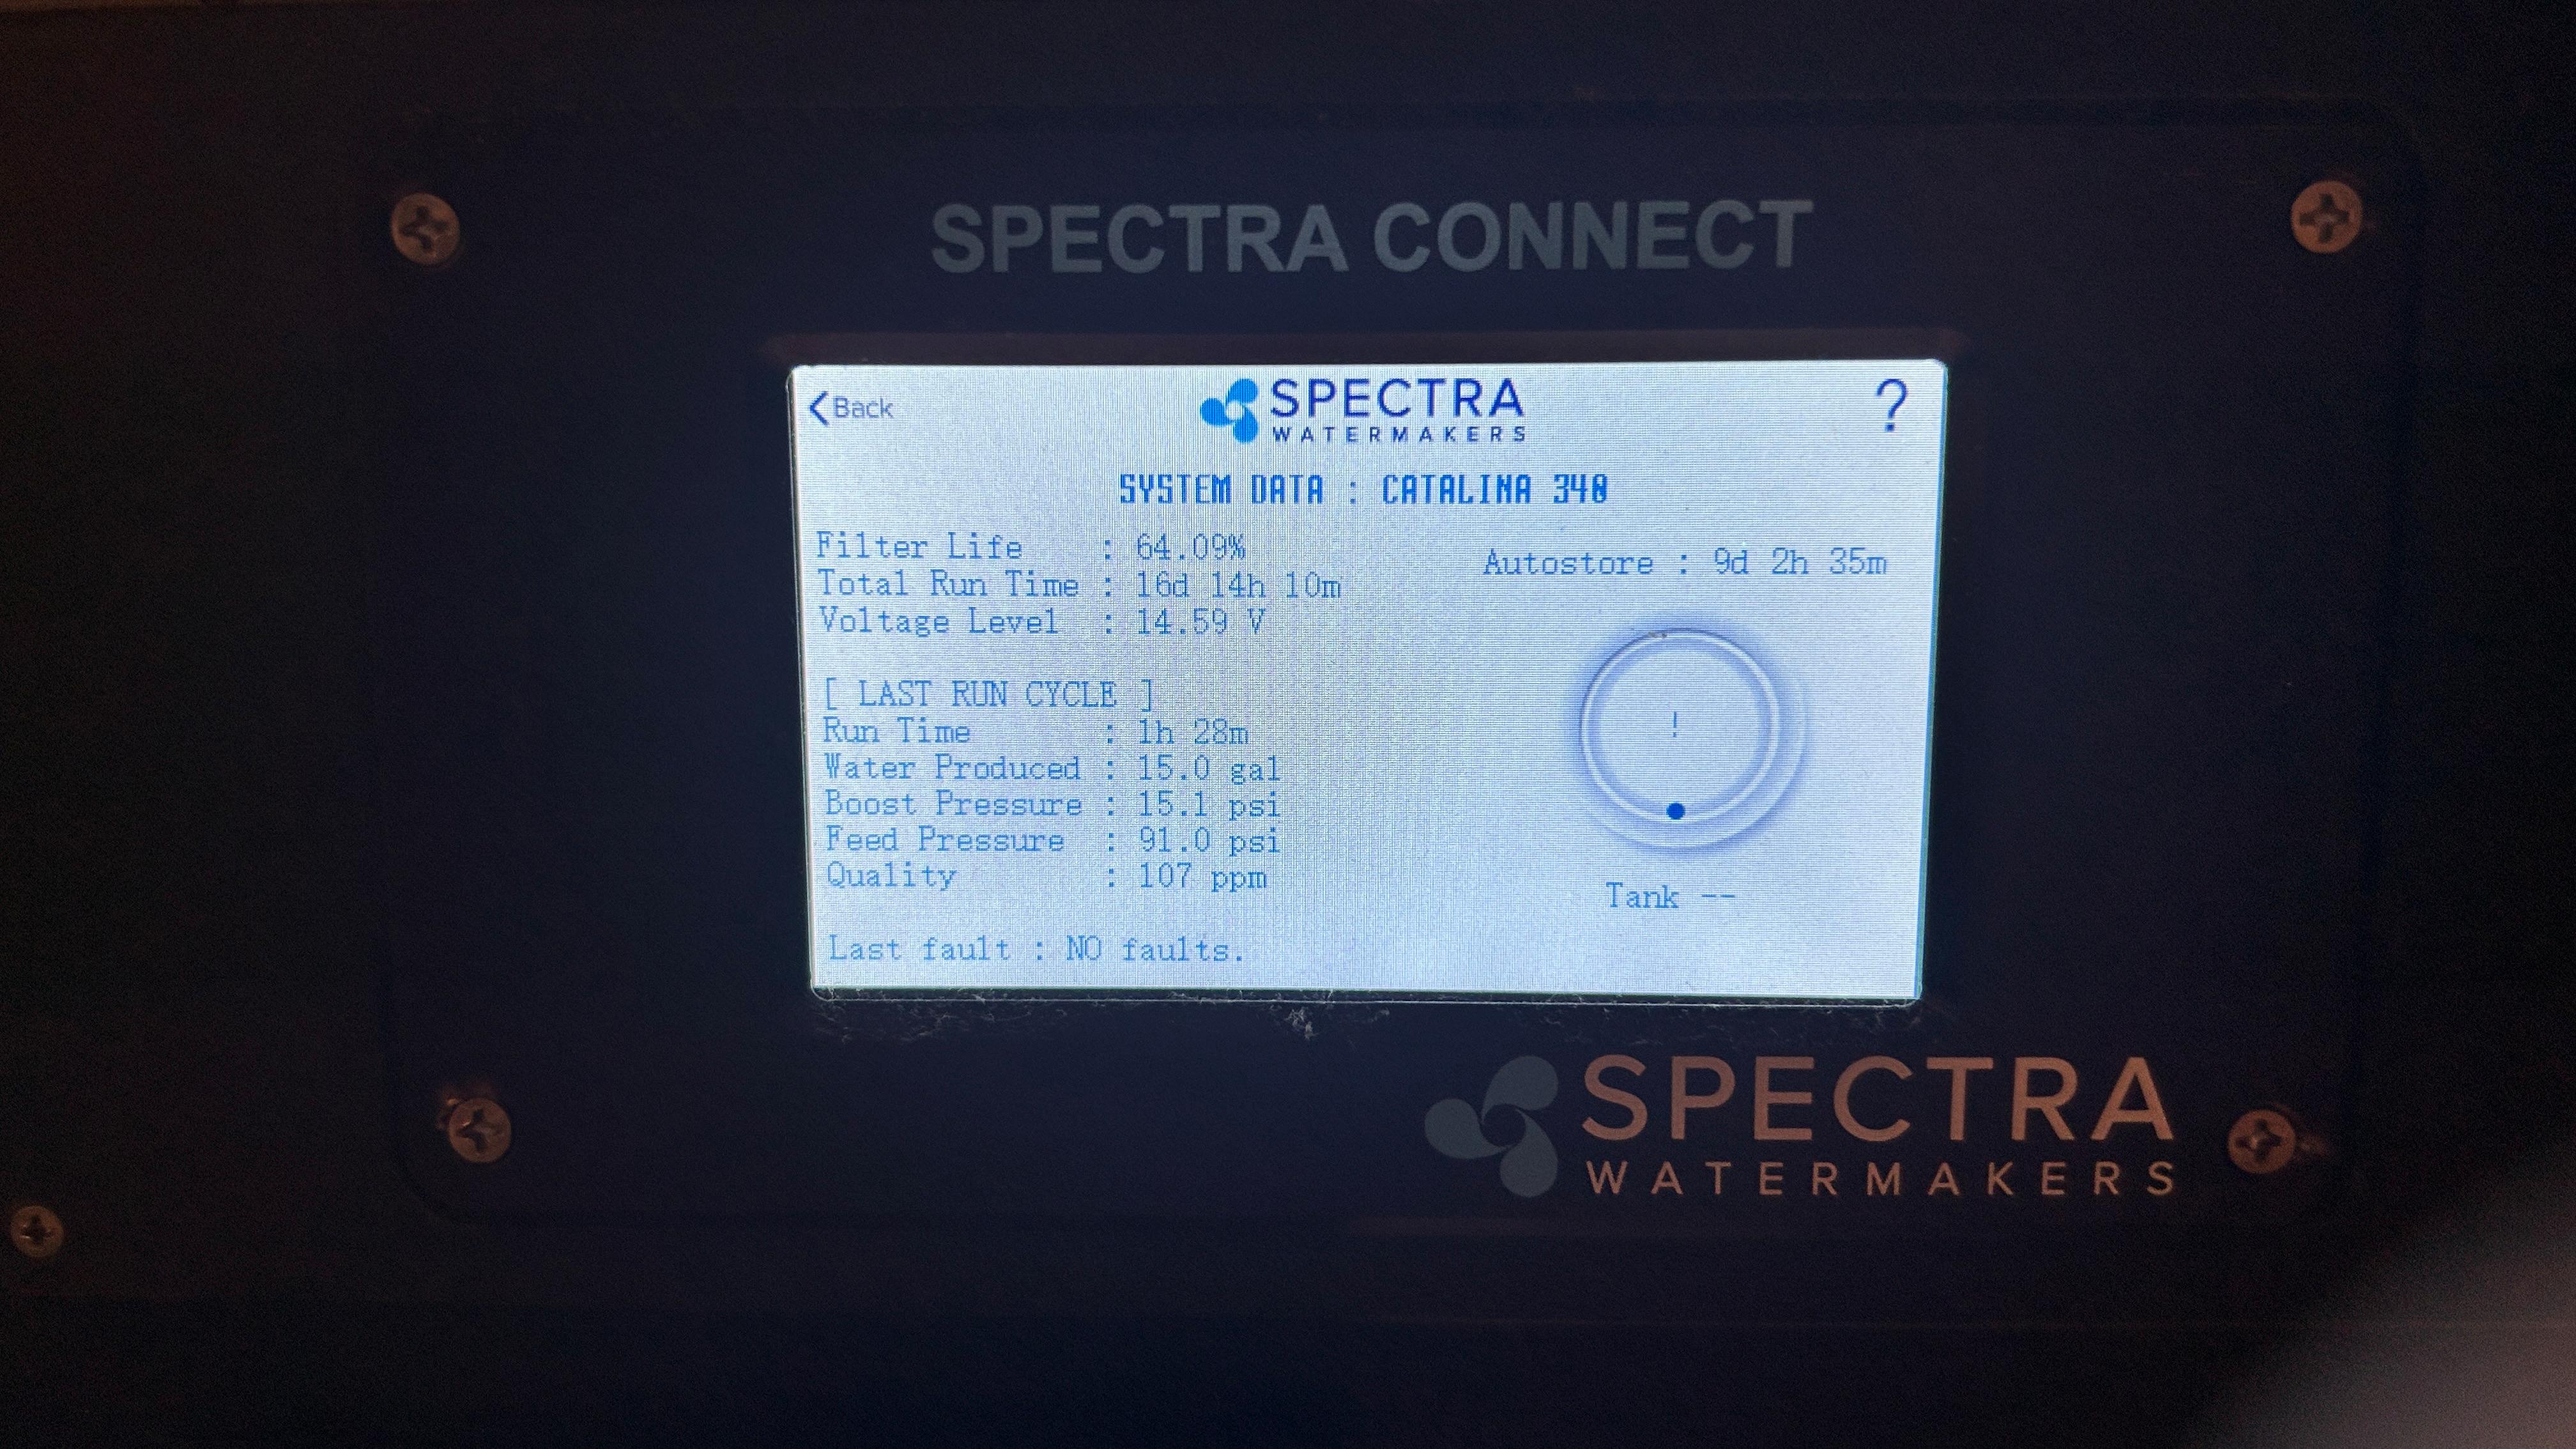 SPECTRA CONNECT
Back
SPECTRA
WATERMAKERS
?
SYSTEM DATA : CATALINA 340
Filter Life : 64.09%
Total Run Time : 16d 14h 10m
Voltage Level : 14.59 V
Autostore : 9d 2h 35m
[ LAST RUN CYCLE ]
Run Time : 1h 28m
Water Produced : 15.0 gal
Boost Pressure : 15.1 psi
Feed Pressure : 91.0 psi
Quality : 107 ppm
!
Tank --
Last fault : NO faults.
SPECTRA
WATERMAKERS